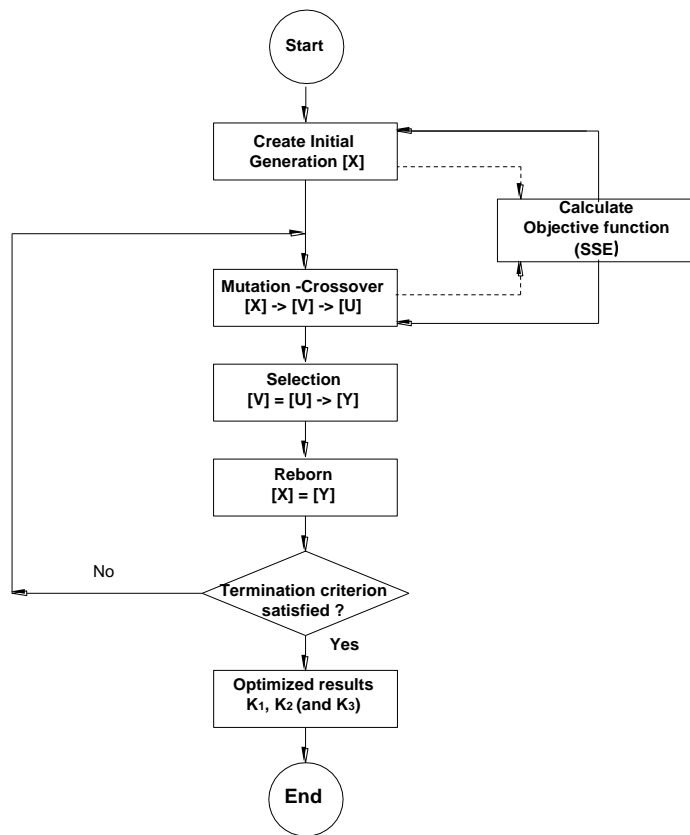 Start
Create Initial
Generation [X]
Calculate
Objective function
(SSE)
Mutation -Crossover
[X] -> [V] -> [U]
Selection
[V] = [U] -> [Y]
Reborn
[X] = [Y]
No
Termination criterion
satisfied ?
Yes
Optimized results
K₁, K₂ (and K₃)
End